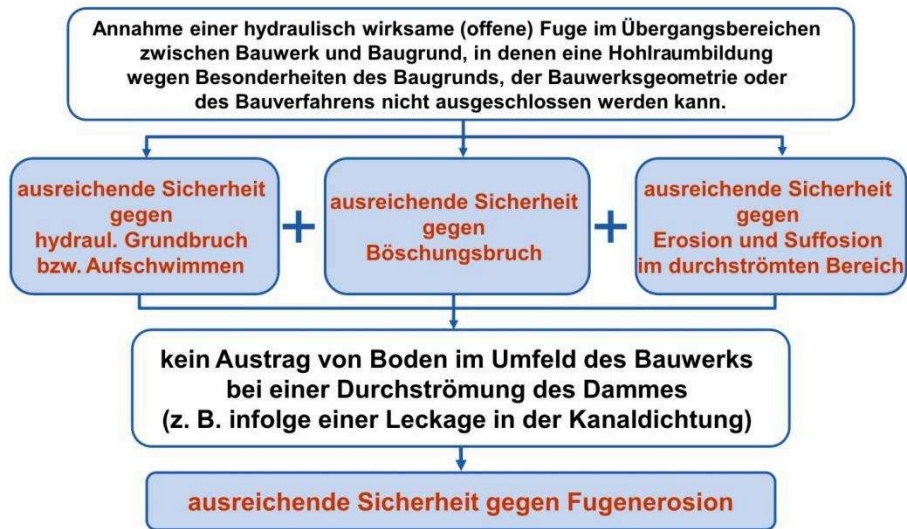 Annahme einer hydraulisch wirksame (offene) Fuge im Übergangsbereichen
zwischen Bauwerk und Baugrund, in denen eine Hohlraumbildung
wegen Besonderheiten des Baugrunds, der Bauwerksgeometrie oder
des Bauverfahrens nicht ausgeschlossen werden kann.
ausreichende Sicherheit
gegen
hydraul. Grundbruch
bzw. Aufschwimmen
+
ausreichende Sicherheit
gegen
Böschungsbruch
+
ausreichende Sicherheit
gegen
Erosion und Suffosion
im durchströmten Bereich
kein Austrag von Boden im Umfeld des Bauwerks
bei einer Durchströmung des Dammes
(z. B. infolge einer Leckage in der Kanaldichtung)
ausreichende Sicherheit gegen Fugenerosion